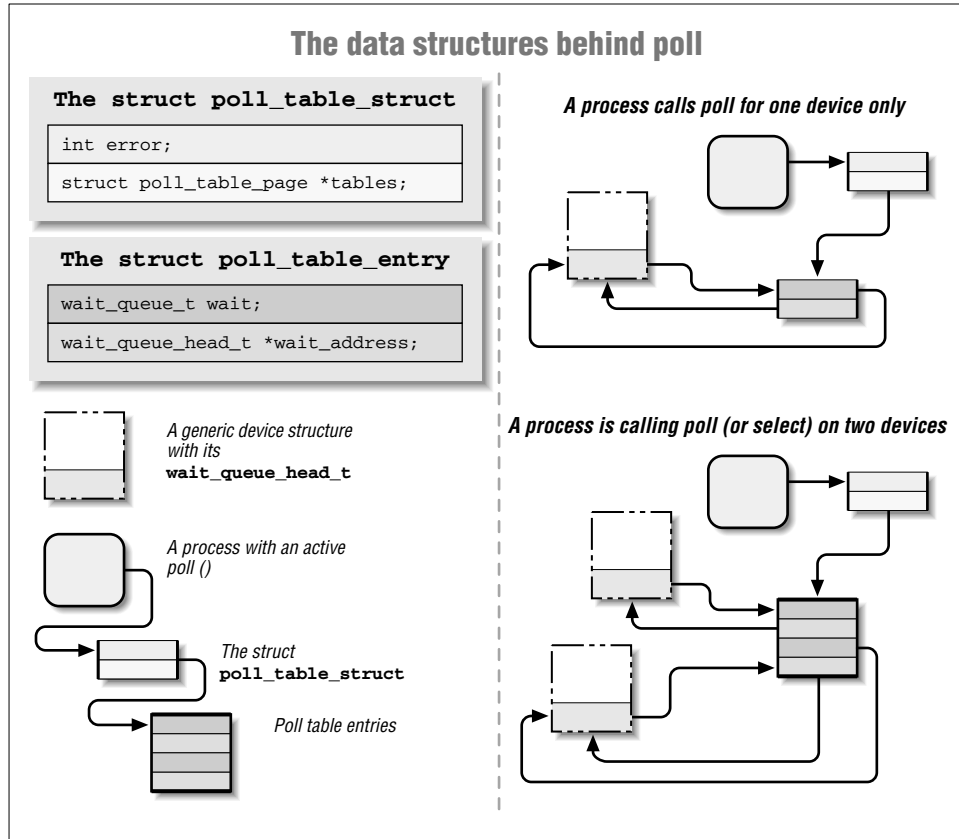 The data structures behind poll
The struct poll_table_struct
int error;
struct poll_table_page *tables;
The struct poll_table_entry
wait_queue_t wait;
wait_queue_head_t *wait_address;
A generic device structure
with its
wait_queue_head_t
A process with an active
poll ()
The struct
poll_table_struct
Poll table entries
A process calls poll for one device only
A process is calling poll (or select) on two devices